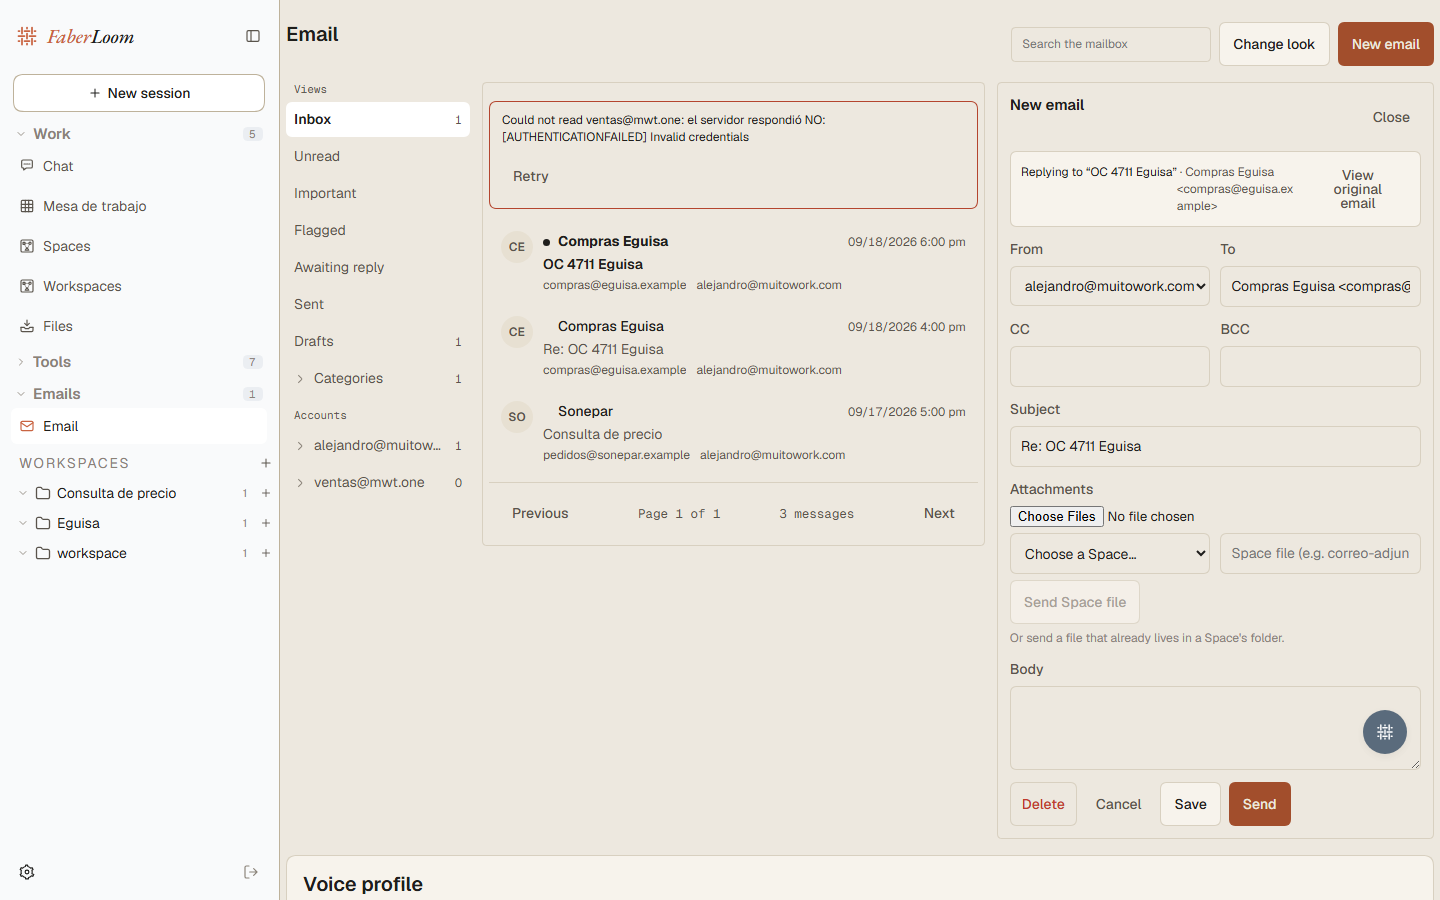 FaberLoom
New session
Work 5
Chat
Mesa de trabajo
Spaces
Workspaces
Files
Tools 7
Emails 1
Email
WORKSPACES
Consulta de precio 1
Eguisa 1
workspace 1
Email
Search the mailbox
Change look
New email
Views
Inbox 1
Unread
Important
Flagged
Awaiting reply
Sent
Drafts 1
Categories 1
Accounts
alejandro@muitow... 1
ventas@mwt.one 0
Could not read ventas@mwt.one: el servidor respondió NO:
[AUTHENTICATIONFAILED] Invalid credentials
Retry
CE
Compras Eguisa 09/18/2026 6:00 pm
OC 4711 Eguisa
compras@eguisa.example alejandro@muitowork.com
CE
Compras Eguisa 09/18/2026 4:00 pm
Re: OC 4711 Eguisa
compras@eguisa.example alejandro@muitowork.com
SO
Sonepar 09/17/2026 5:00 pm
Consulta de precio
pedidos@sonepar.example alejandro@muitowork.com
Previous Page 1 of 1 3 messages Next
New email
Close
Replying to “OC 4711 Eguisa” · Compras Eguisa
<compras@eguisa.ex
ample>
View
original
email
From To
alejandro@muitowork.com Compras Eguisa <compras@
CC BCC
Subject
Re: OC 4711 Eguisa
Attachments
Choose Files No file chosen
Choose a Space... Space file (e.g. correo-adjun
Send Space file
Or send a file that already lives in a Space's folder.
Body
Delete Cancel Save Send
Voice profile